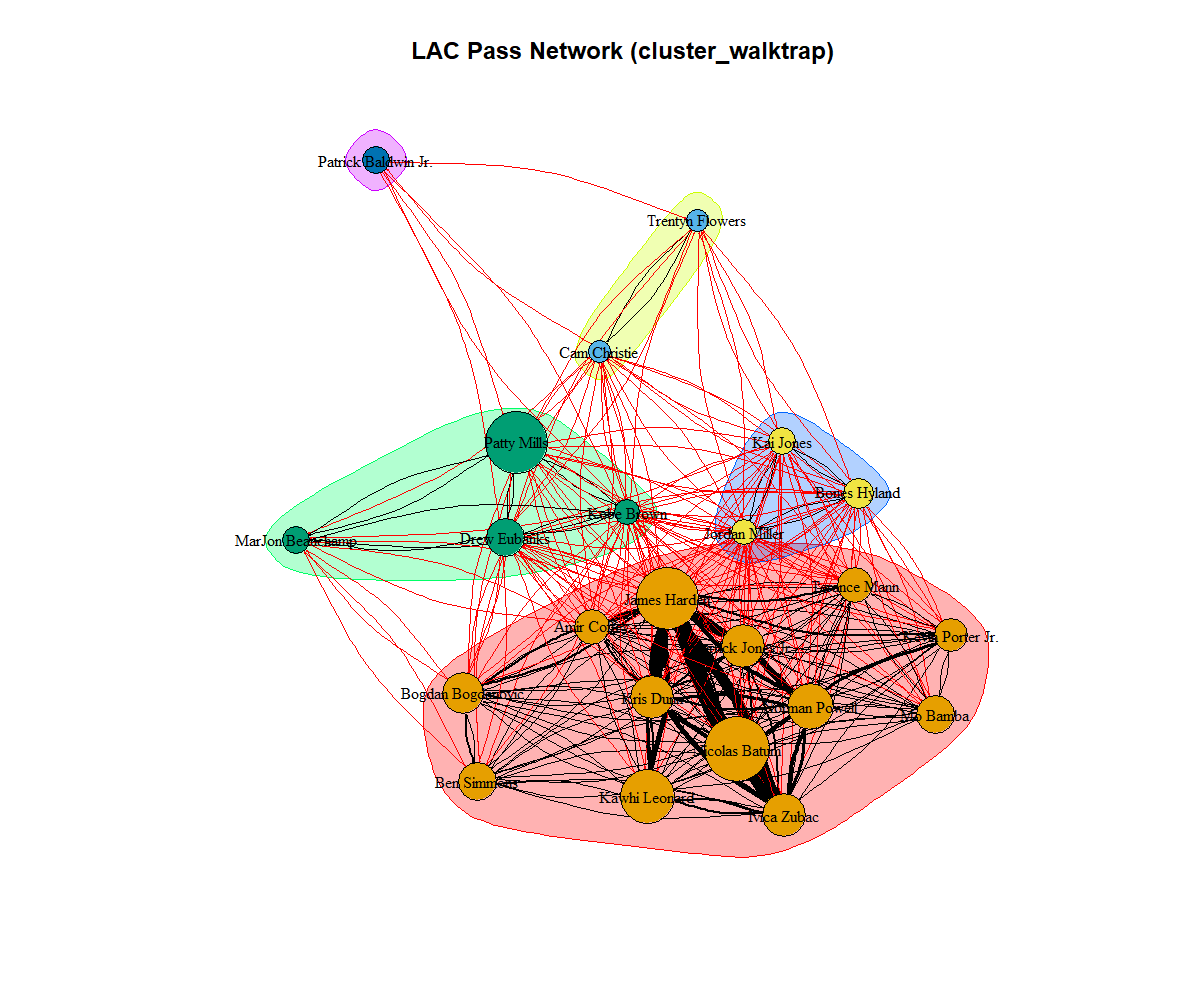 LAC Pass Network (cluster_walktrap)
Patrick Baldwin Jr.
Trentyn Flowers
Cam Christie
Patty Mills
Kai Jones
Bones Hyland
Kobe Brown
Jordan Miller
MarJon Beauchamp
Drew Eubanks
Terance Mann
James Harden
Amir Coffey
Kevin Porter Jr.
Jones
Bogdan Bogdanovic
Kris Dunn
Norman Powell
Mo Bamba
Nicolas Batum
Ben Simmons
Kawhi Leonard
Ivica Zubac